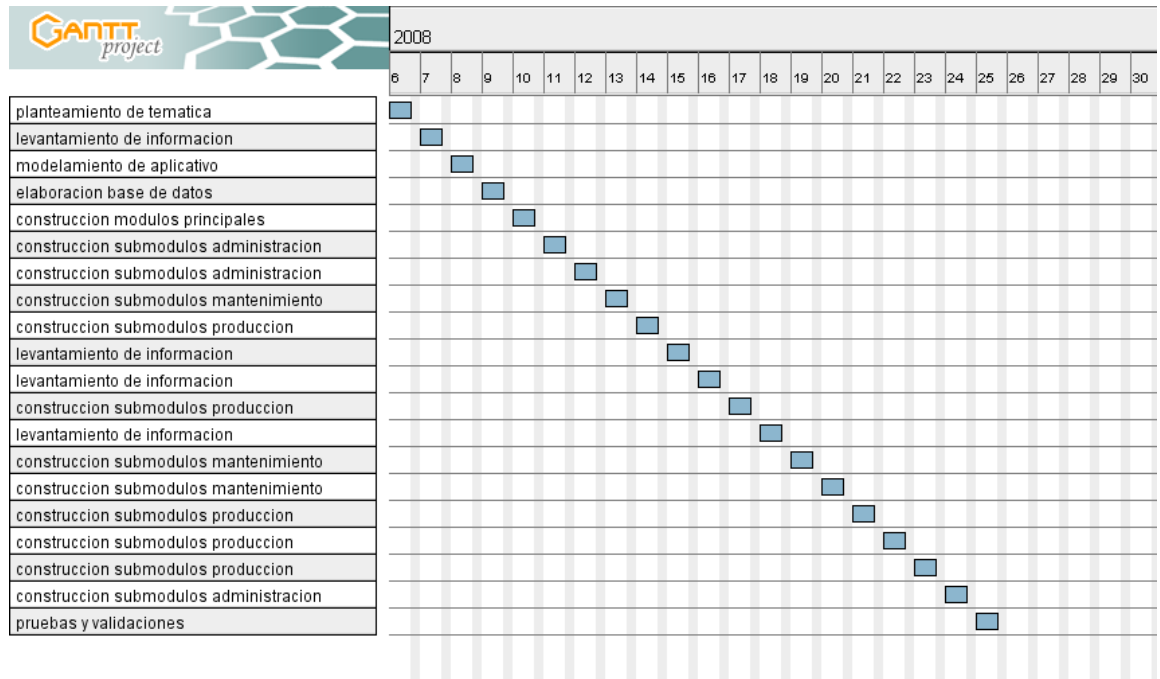 GANTT
project
2008
6 7 8 9 10 11 12 13 14 15 16 17 18 19 20 21 22 23 24 25 26 27 28 29 30
planteamiento de tematica
levantamiento de informacion
modelamiento de aplicativo
elaboracion base de datos
construccion modulos principales
construccion submodulos administracion
construccion submodulos administracion
construccion submodulos mantenimiento
construccion submodulos produccion
levantamiento de informacion
levantamiento de informacion
construccion submodulos produccion
levantamiento de informacion
construccion submodulos mantenimiento
construccion submodulos mantenimiento
construccion submodulos produccion
construccion submodulos produccion
construccion submodulos produccion
construccion submodulos administracion
pruebas y validaciones